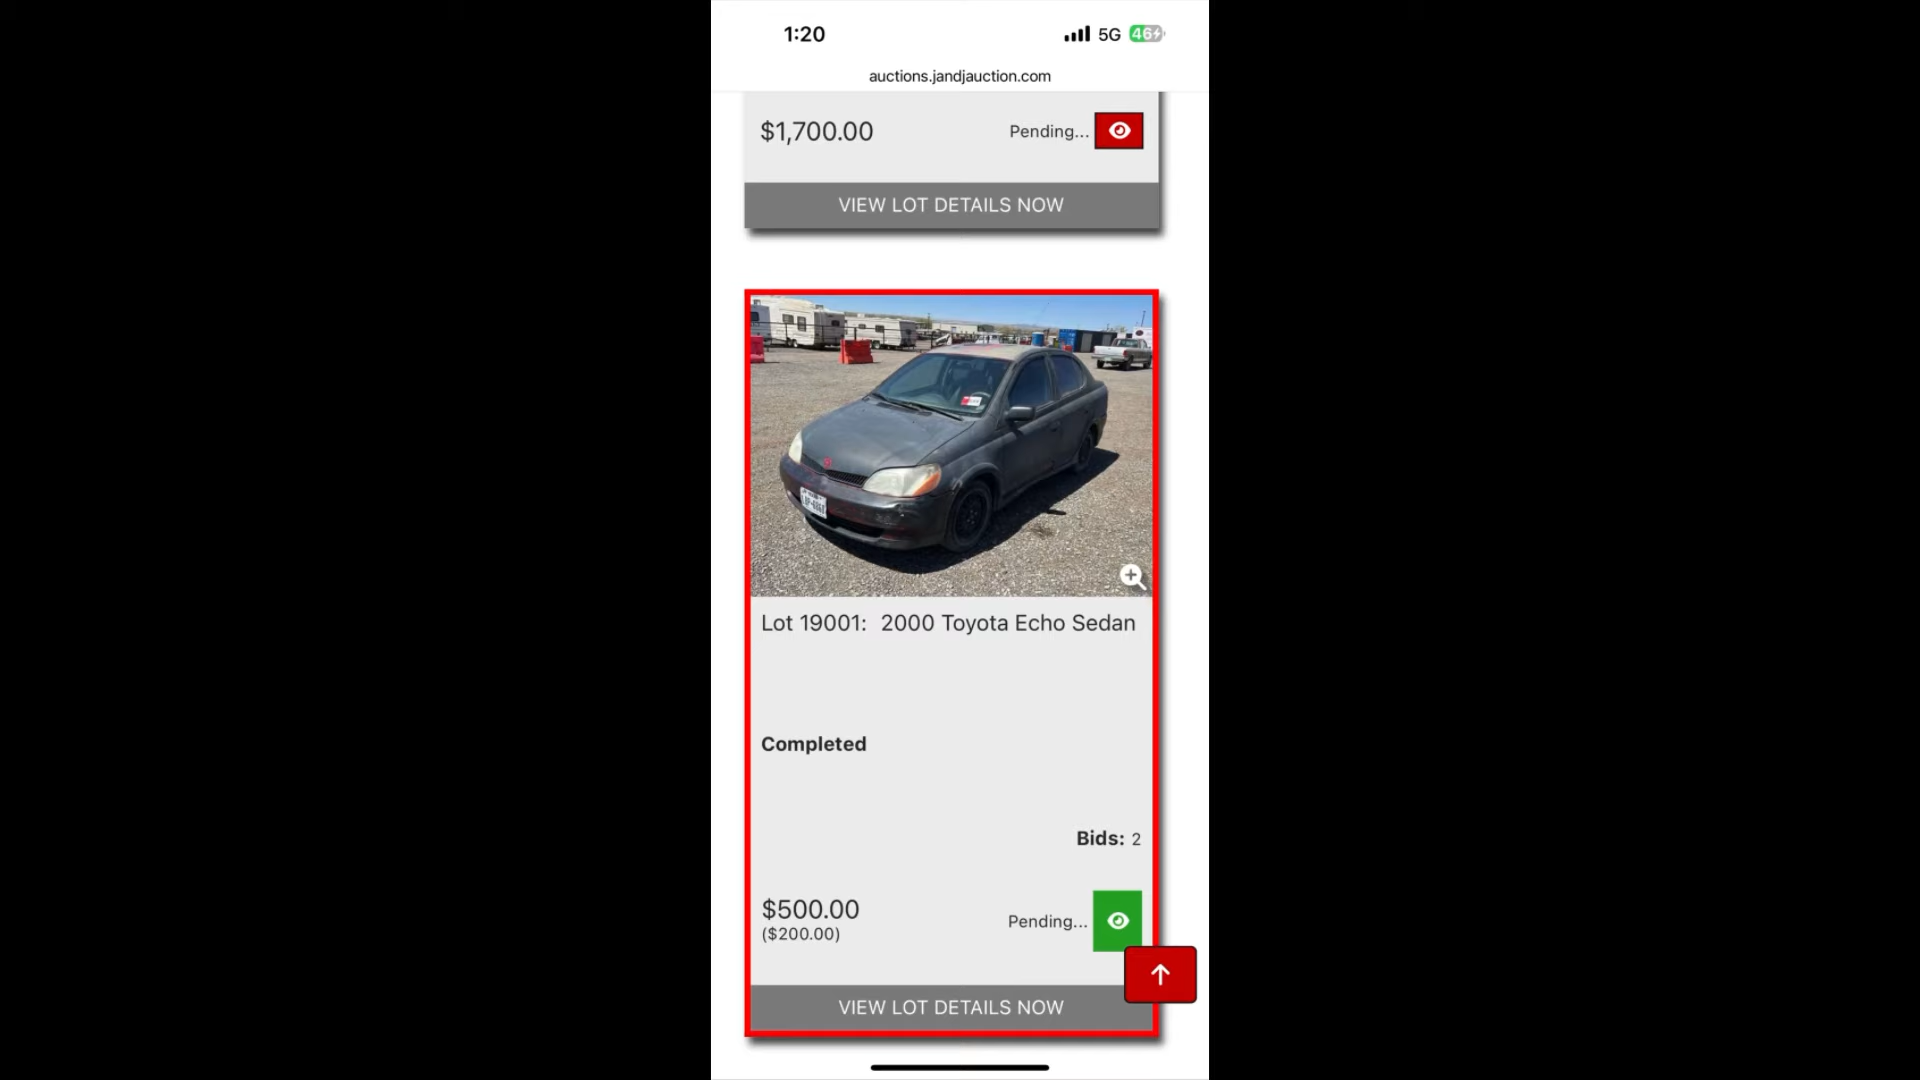 1:20
5G 46
auctions.jandjauction.com
$1,700.00
Pending...
VIEW LOT DETAILS NOW
Lot 19001: 2000 Toyota Echo Sedan
Completed
Bids: 2
$500.00
($200.00)
Pending...
VIEW LOT DETAILS NOW